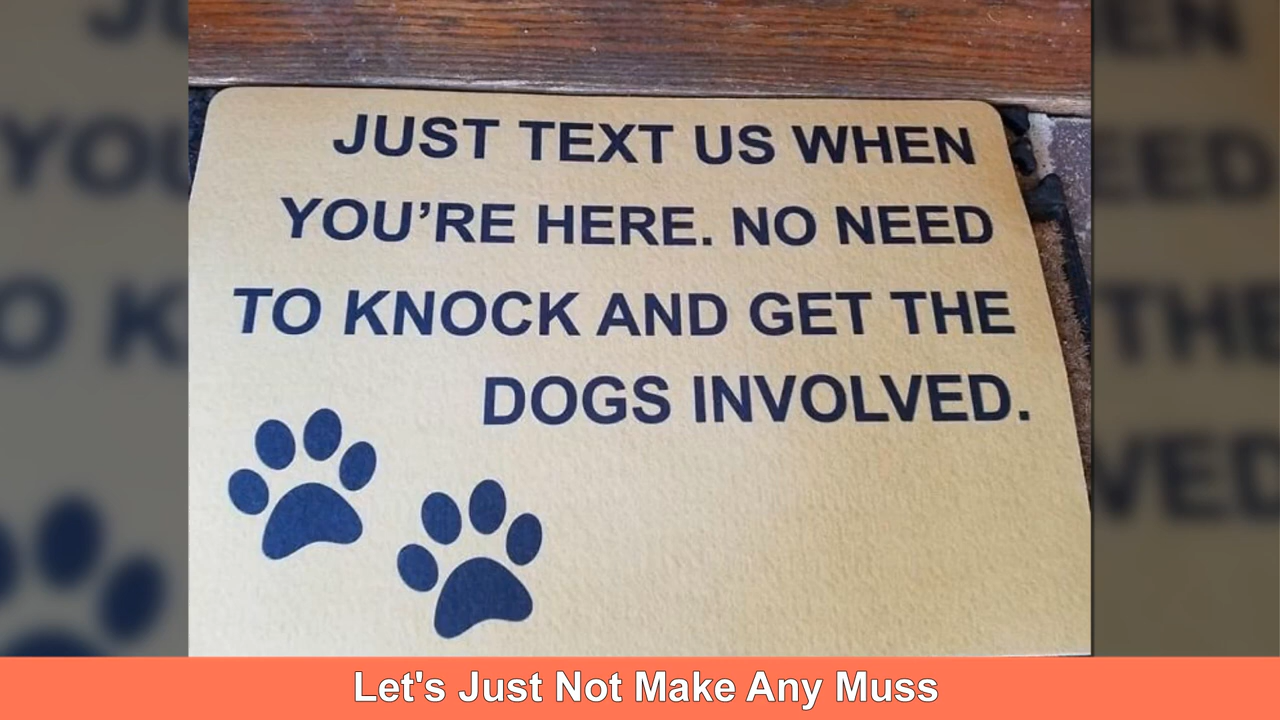 JUST TEXT US WHEN
YOU’RE HERE. NO NEED
TO KNOCK AND GET THE
DOGS INVOLVED.
Let's Just Not Make Any Muss